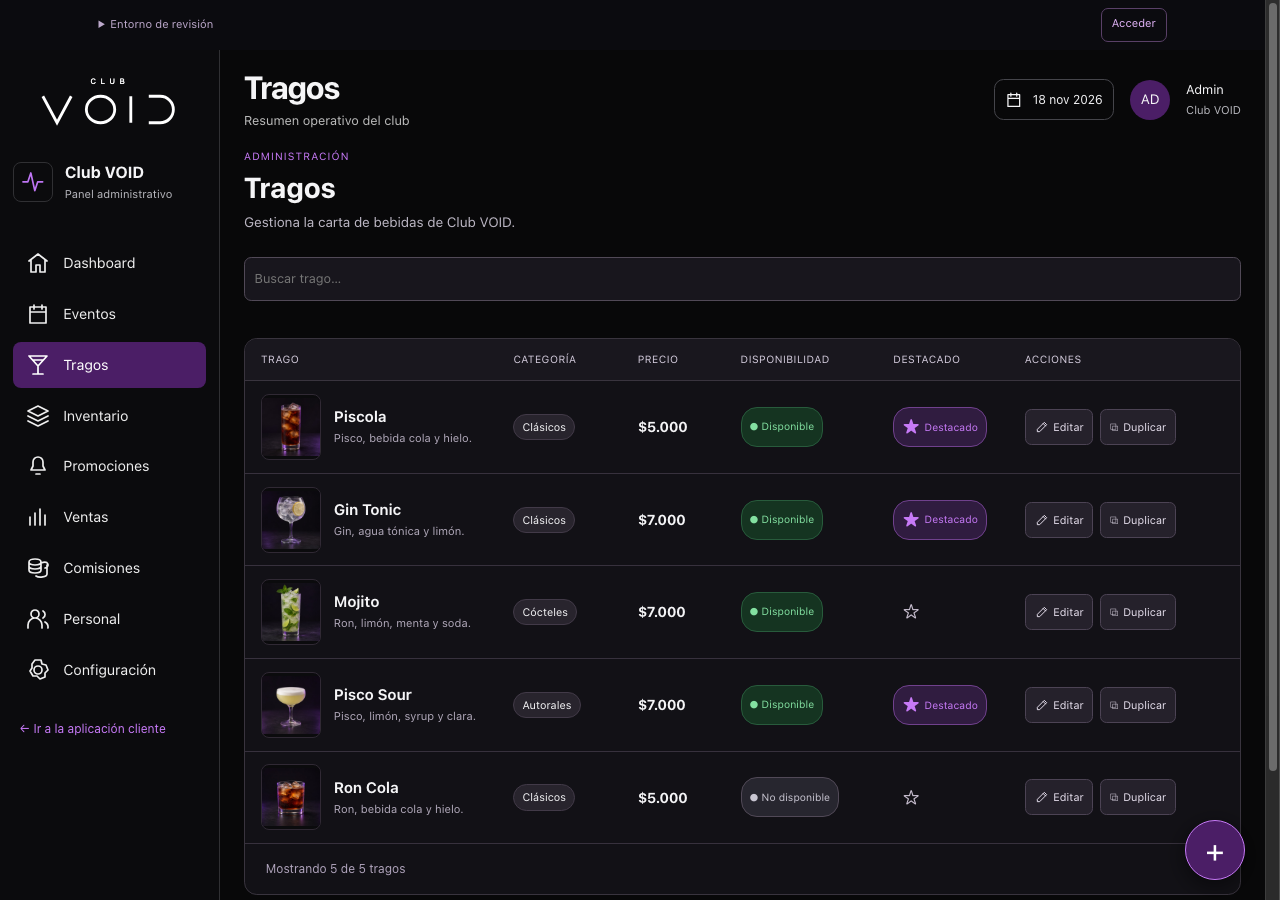 ▶ Entorno de revisión
Acceder
CLUB
VOID
Club VOID
Panel administrativo
Dashboard
Eventos
Tragos
Inventario
Promociones
Ventas
Comisiones
Personal
Configuración
← Ir a la aplicación cliente
Tragos
Resumen operativo del club
18 nov 2026
AD
Admin
Club VOID
ADMINISTRACIÓN
Tragos
Gestiona la carta de bebidas de Club VOID.
Buscar trago...
TRAGO CATEGORÍA PRECIO DISPONIBILIDAD DESTACADO ACCIONES
Piscola
Pisco, bebida cola y hielo.
Clásicos $5.000 Disponible Destacado Editar Duplicar
Gin Tonic
Gin, agua tónica y limón.
Clásicos $7.000 Disponible Destacado Editar Duplicar
Mojito
Ron, limón, menta y soda.
Cócteles $7.000 Disponible Editar Duplicar
Pisco Sour
Pisco, limón, syrup y clara.
Autorales $7.000 Disponible Destacado Editar Duplicar
Ron Cola
Ron, bebida cola y hielo.
Clásicos $5.000 No disponible Editar Duplicar
Mostrando 5 de 5 tragos
+